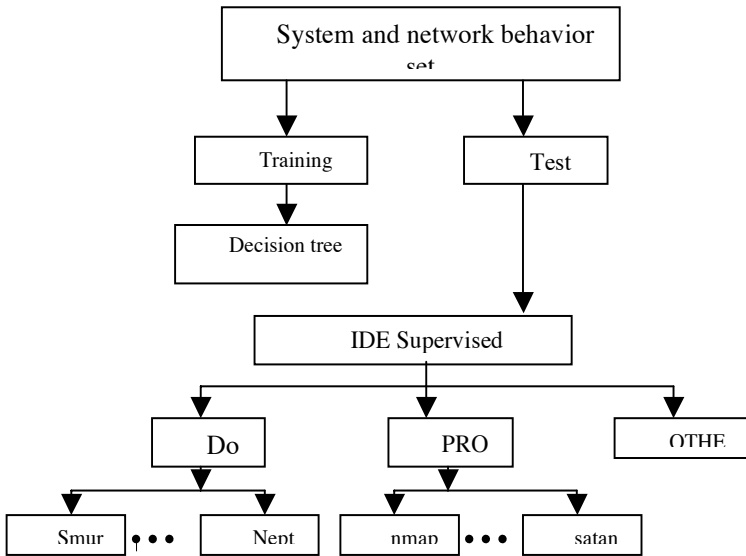 System and network behavior
set
Training
Test
Decision tree
IDE Supervised
Do
PRO
OTHE
Smur
Nept
nmap
satan